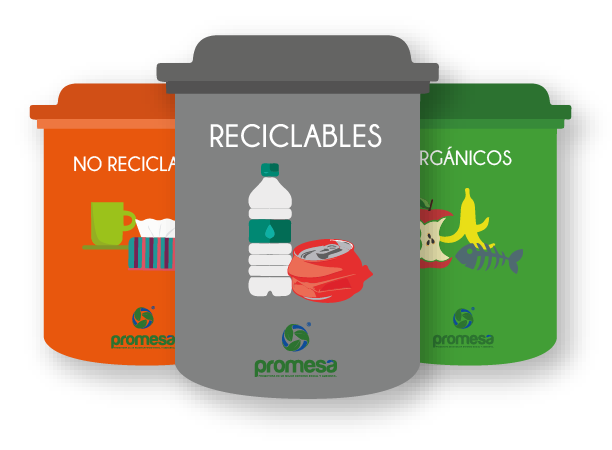 RECICLABLES
NO RECICLA
RGÁNICOS
promesa
promesa
promesa